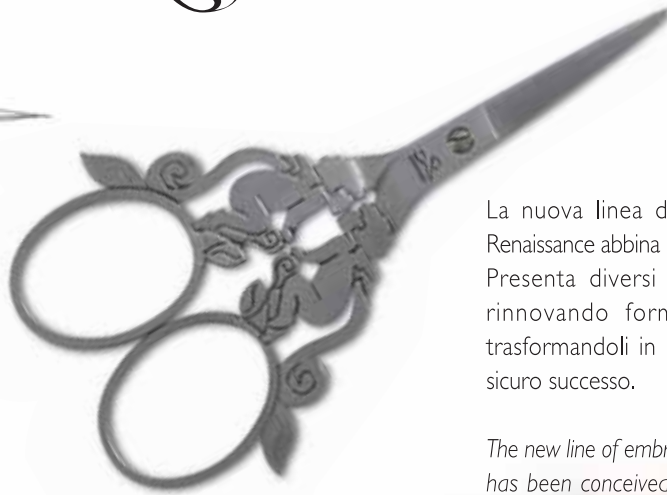 La nuova linea d
Renaissance abbina
Presenta diversi
rinnovando form
trasformandoli in
sicuro successo.
The new line of embr
has been conceived